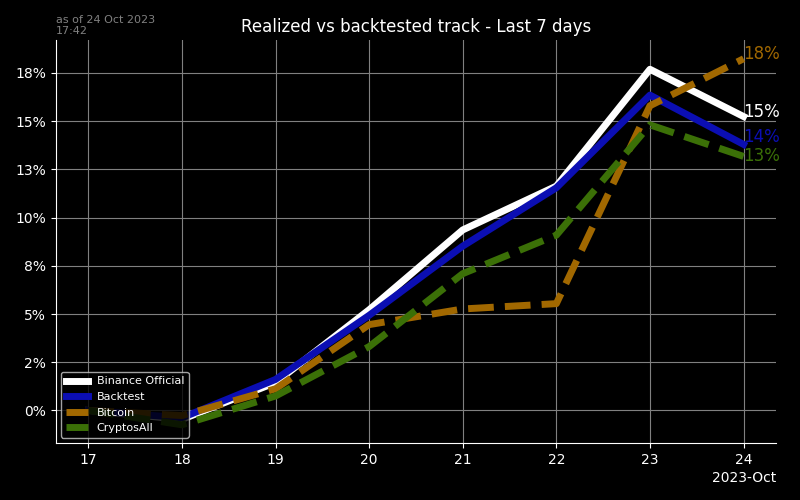 as of 24 Oct 2023
17:42
Realized vs backtested track - Last 7 days
18%
15%
13%
10%
8%
5%
2%
0%
18%
15%
14%
13%
Binance Official
Backtest
Bitcoin
CryptosAll
17 18 19 20 21 22 23 24
2023-Oct